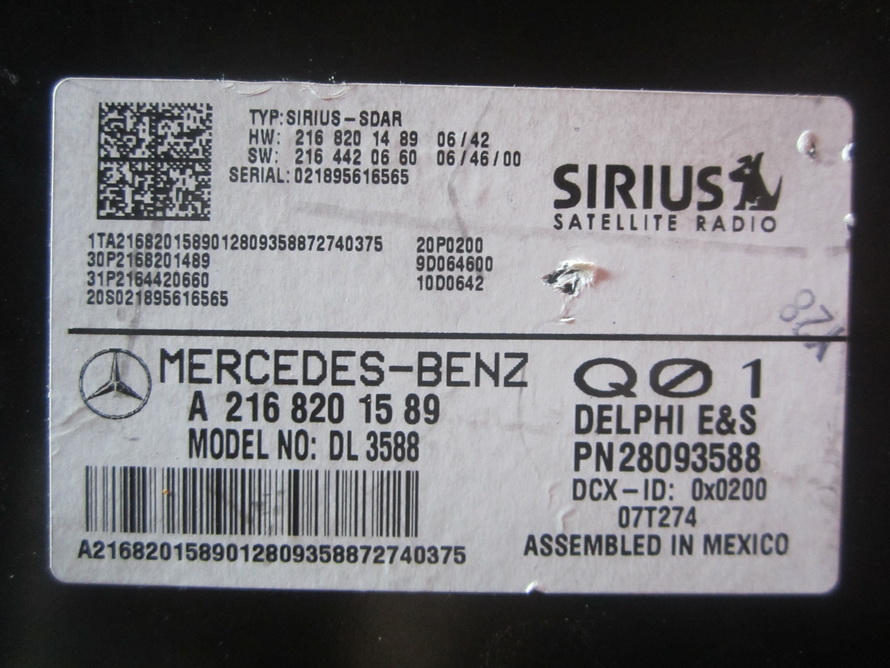 TYP: SIRIUS-SDAR
HW: 216 820 14 89 06/42
SW: 216 442 06 60 06/46/00
SERIAL: 021895616565
SIRIUS
SATELLITE RADIO
1TA2168201589012809358872740375 20P0200
30P2168201489 9D064600
31P2164420660 10D0642
20S021895616565
MERCEDES-BENZ
A 216 820 15 89
MODEL NO: DL 3588
A2168201589012809358872740375
Q01
DELPHI E&S
PN28093588
DCX-ID: 0x0200
07T274
ASSEMBLED IN MEXICO